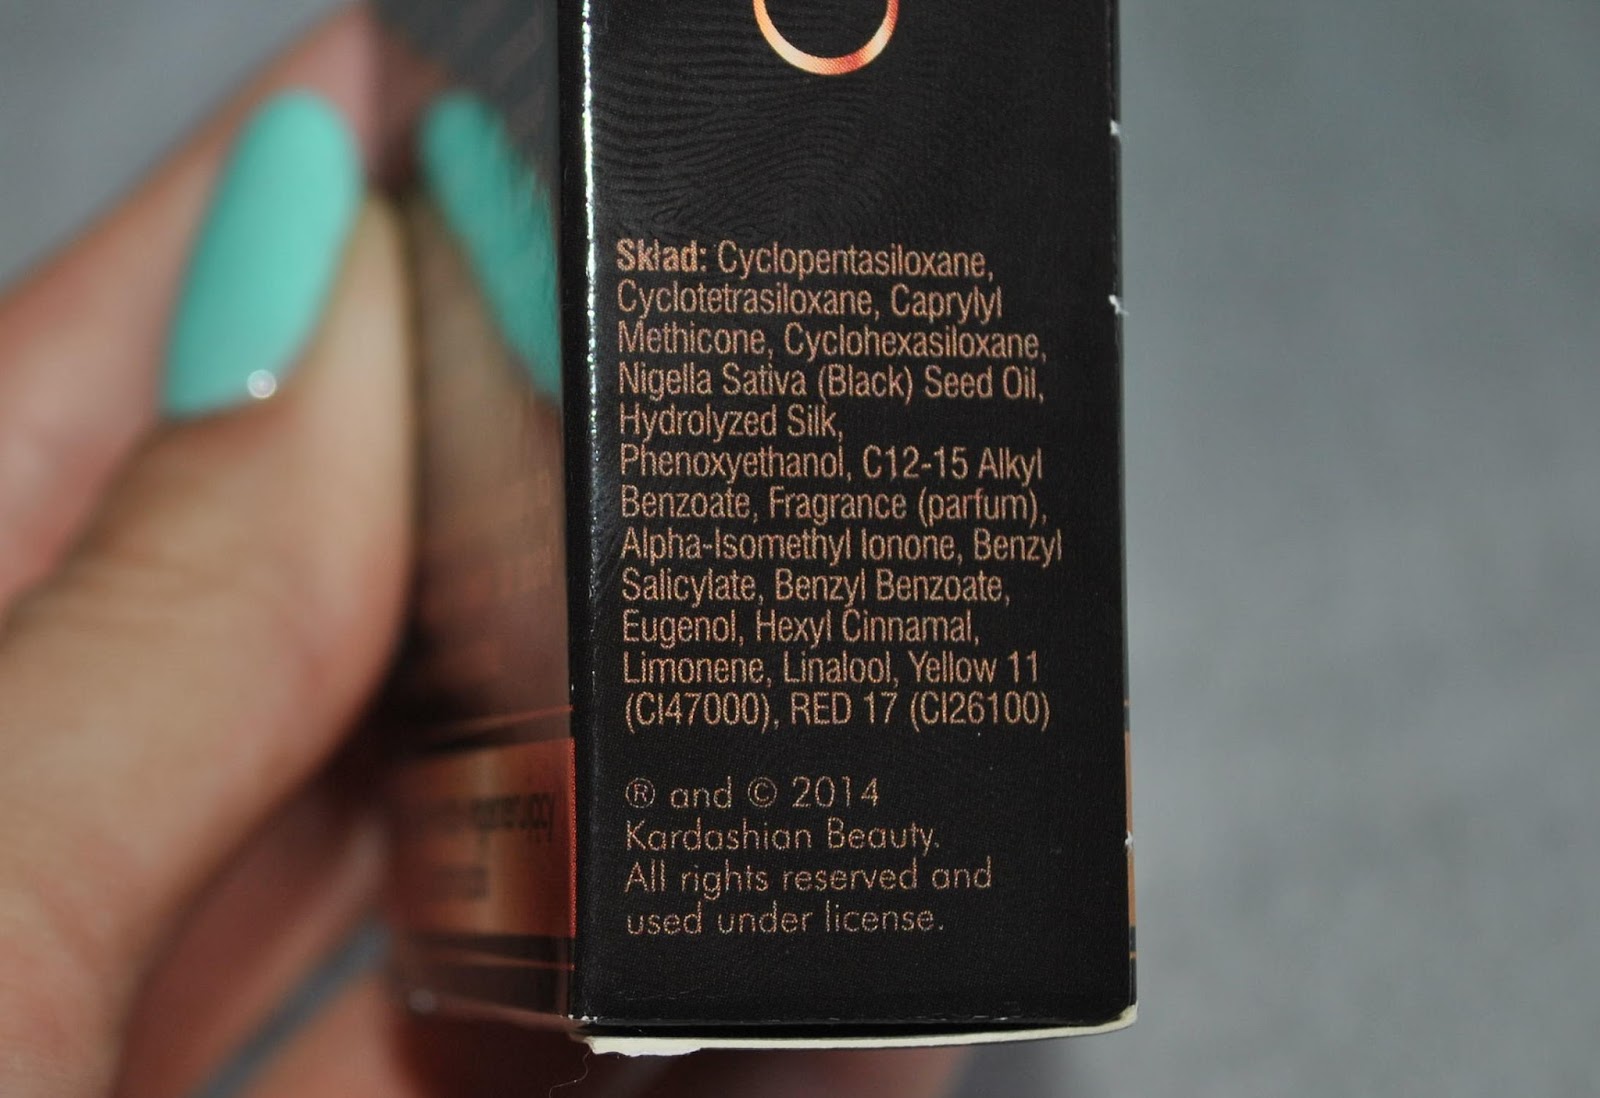 Skład: Cyclopentasiloxane,
Cyclotetrasiloxane, Caprylyl
Methicone, Cyclohexasiloxane,
Nigella Sativa (Black) Seed Oil,
Hydrolyzed Silk,
Phenoxyethanol, C12-15 Alkyl
Benzoate, Fragrance (parfum),
Alpha-Isomethyl Ionone, Benzyl
Salicylate, Benzyl Benzoate,
Eugenol, Hexyl Cinnamal,
Limonene, Linalool, Yellow 11
(CI47000), RED 17 (CI26100)
® and © 2014
Kardashian Beauty.
All rights reserved and
used under license.